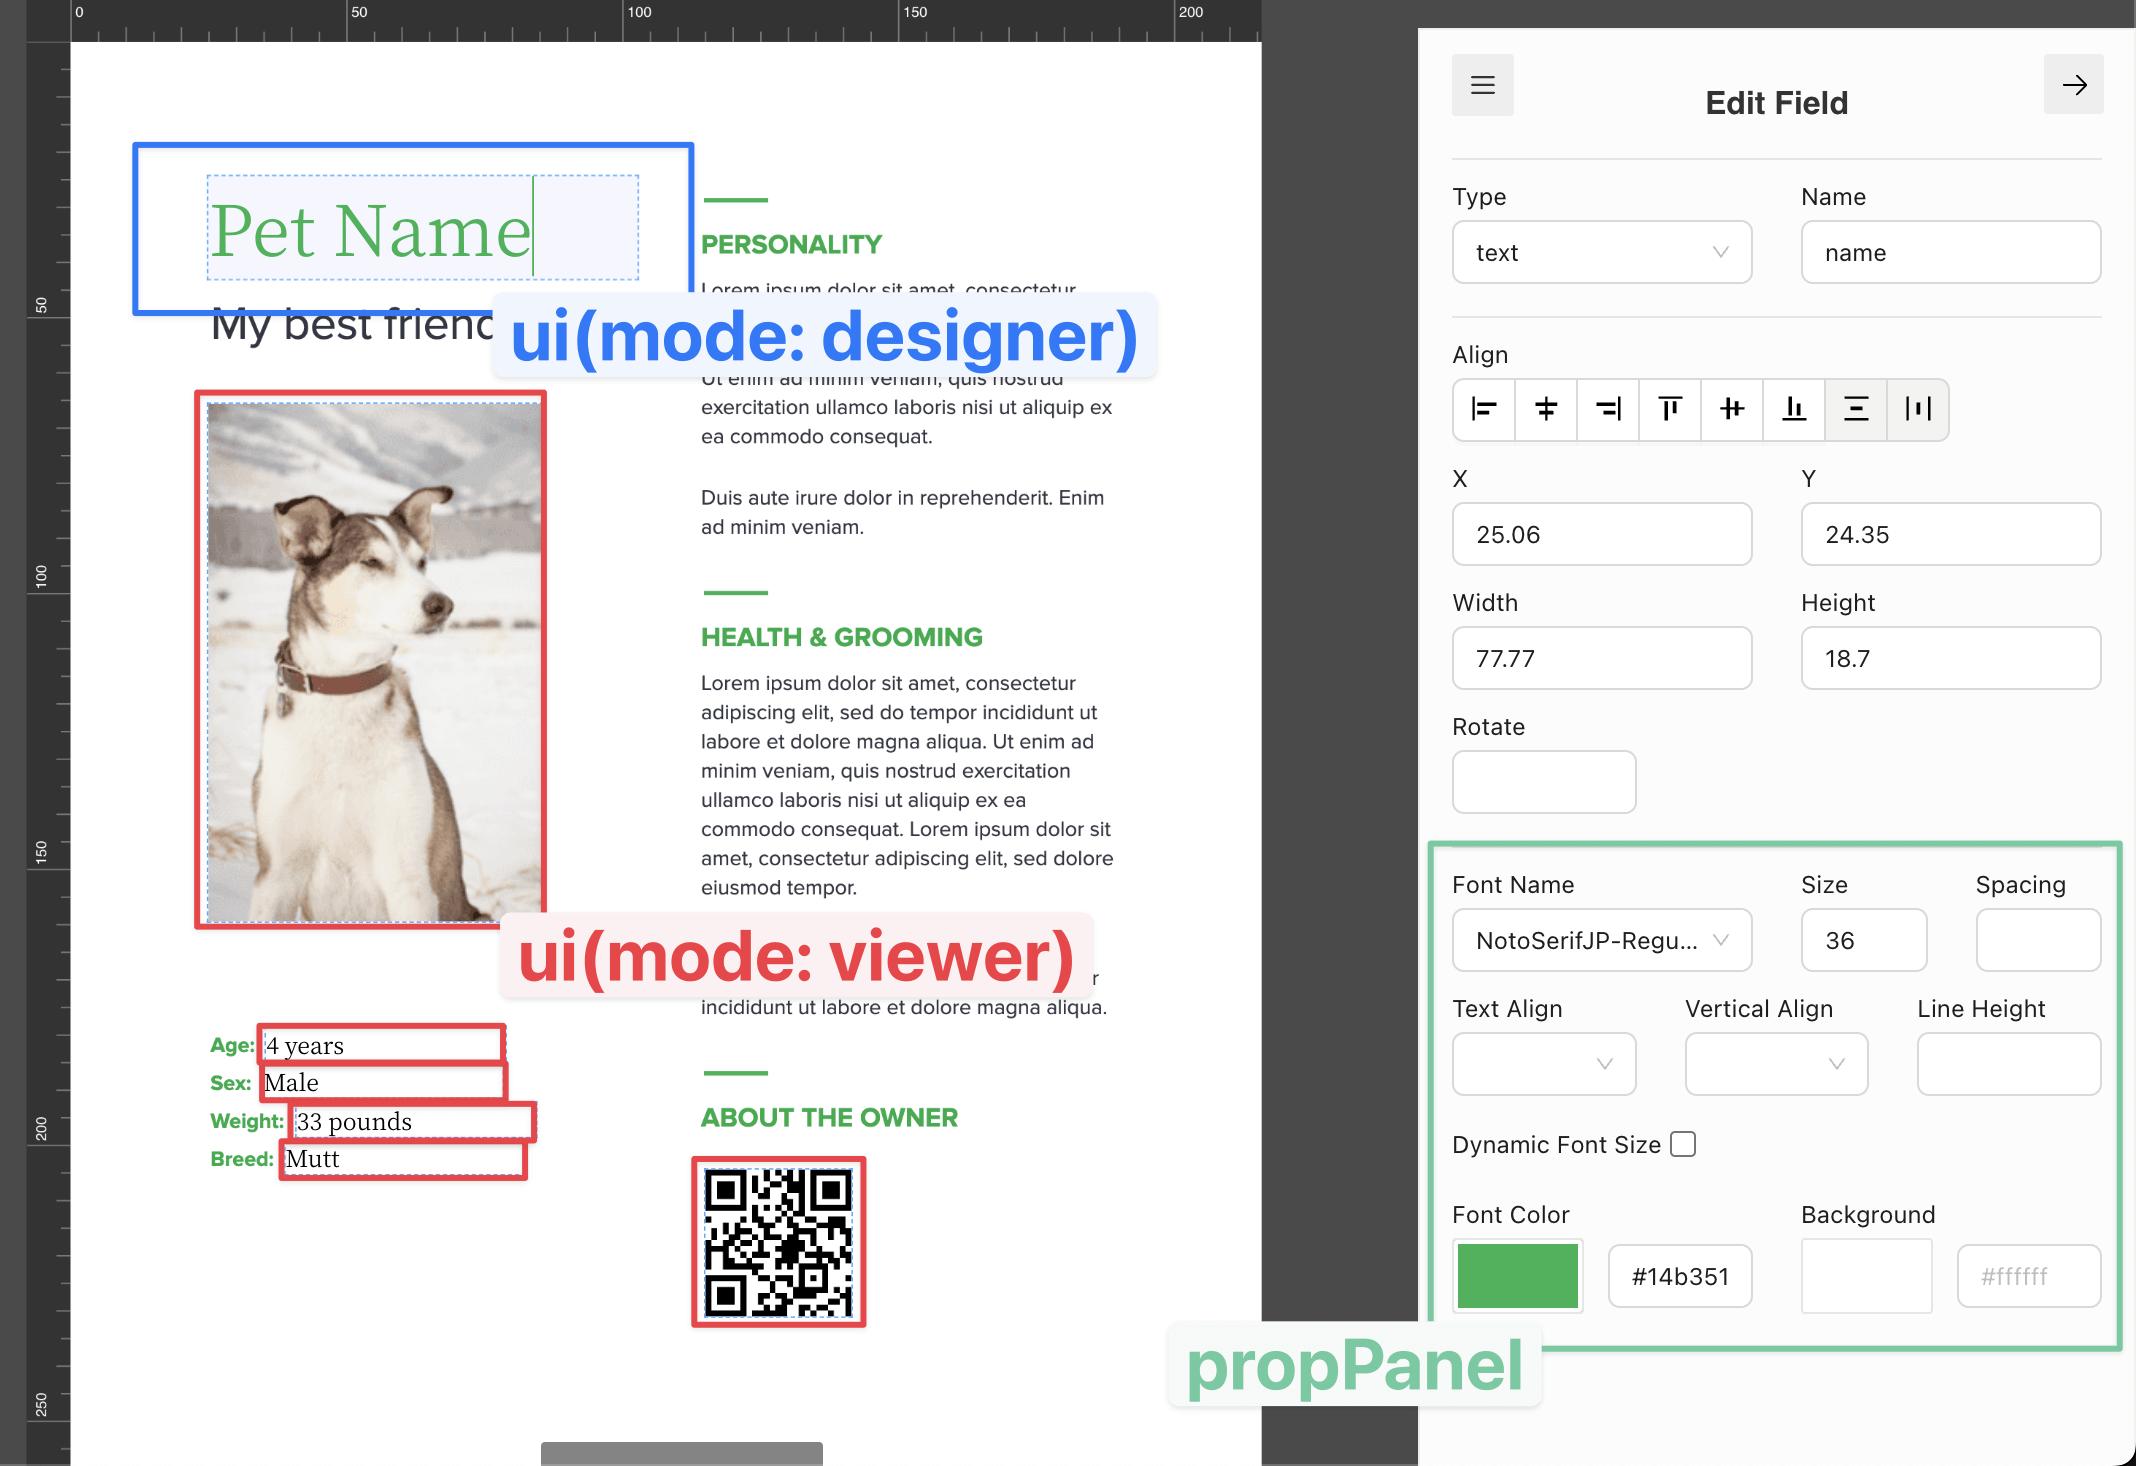 0
50
100
150
200
50
100
150
200
250
Pet Name
My best friend
ui(mode: designer)
PERSONALITY
Lorem ipsum dolor sit amet, consectetur
Ut enim ad minim veniam, quis nostrud
exercitation ullamco laboris nisi ut aliquip ex
ea commodo consequat.
Duis aute irure dolor in reprehenderit. Enim
ad minim veniam.
HEALTH & GROOMING
Lorem ipsum dolor sit amet, consectetur
adipiscing elit, sed do tempor incididunt ut
labore et dolore magna aliqua. Ut enim ad
minim veniam, quis nostrud exercitation
ullamco laboris nisi ut aliquip ex ea
commodo consequat. Lorem ipsum dolor sit
amet, consectetur adipiscing elit, sed dolore
eiusmod tempor.
ui(mode: viewer)
incididunt ut labore et dolore magna aliqua.
Age: 4 years
Sex: Male
Weight: 33 pounds
Breed: Mutt
ABOUT THE OWNER
propPanel
Edit Field
Type
Name
text
name
Align
X
Y
25.06
24.35
Width
Height
77.77
18.7
Rotate
Font Name
Size
Spacing
NotoSerifJP-Regu...
36
Text Align
Vertical Align
Line Height
Dynamic Font Size
Font Color
Background
#14b351
#ffffff